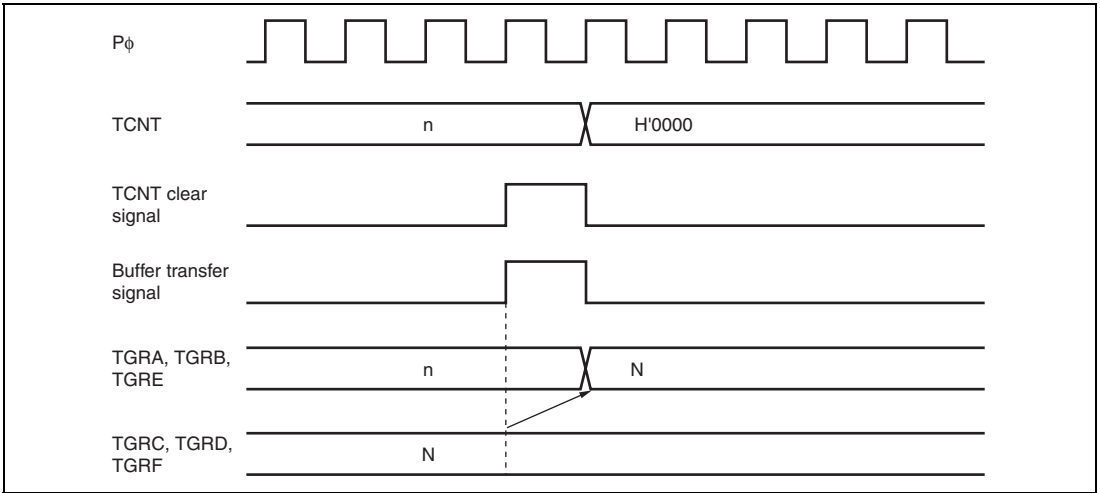 Pϕ
TCNT
n
H'0000
TCNT clear
signal
Buffer transfer
signal
TGRA, TGRB,
TGRE
n
N
TGRC, TGRD,
TGRF
N